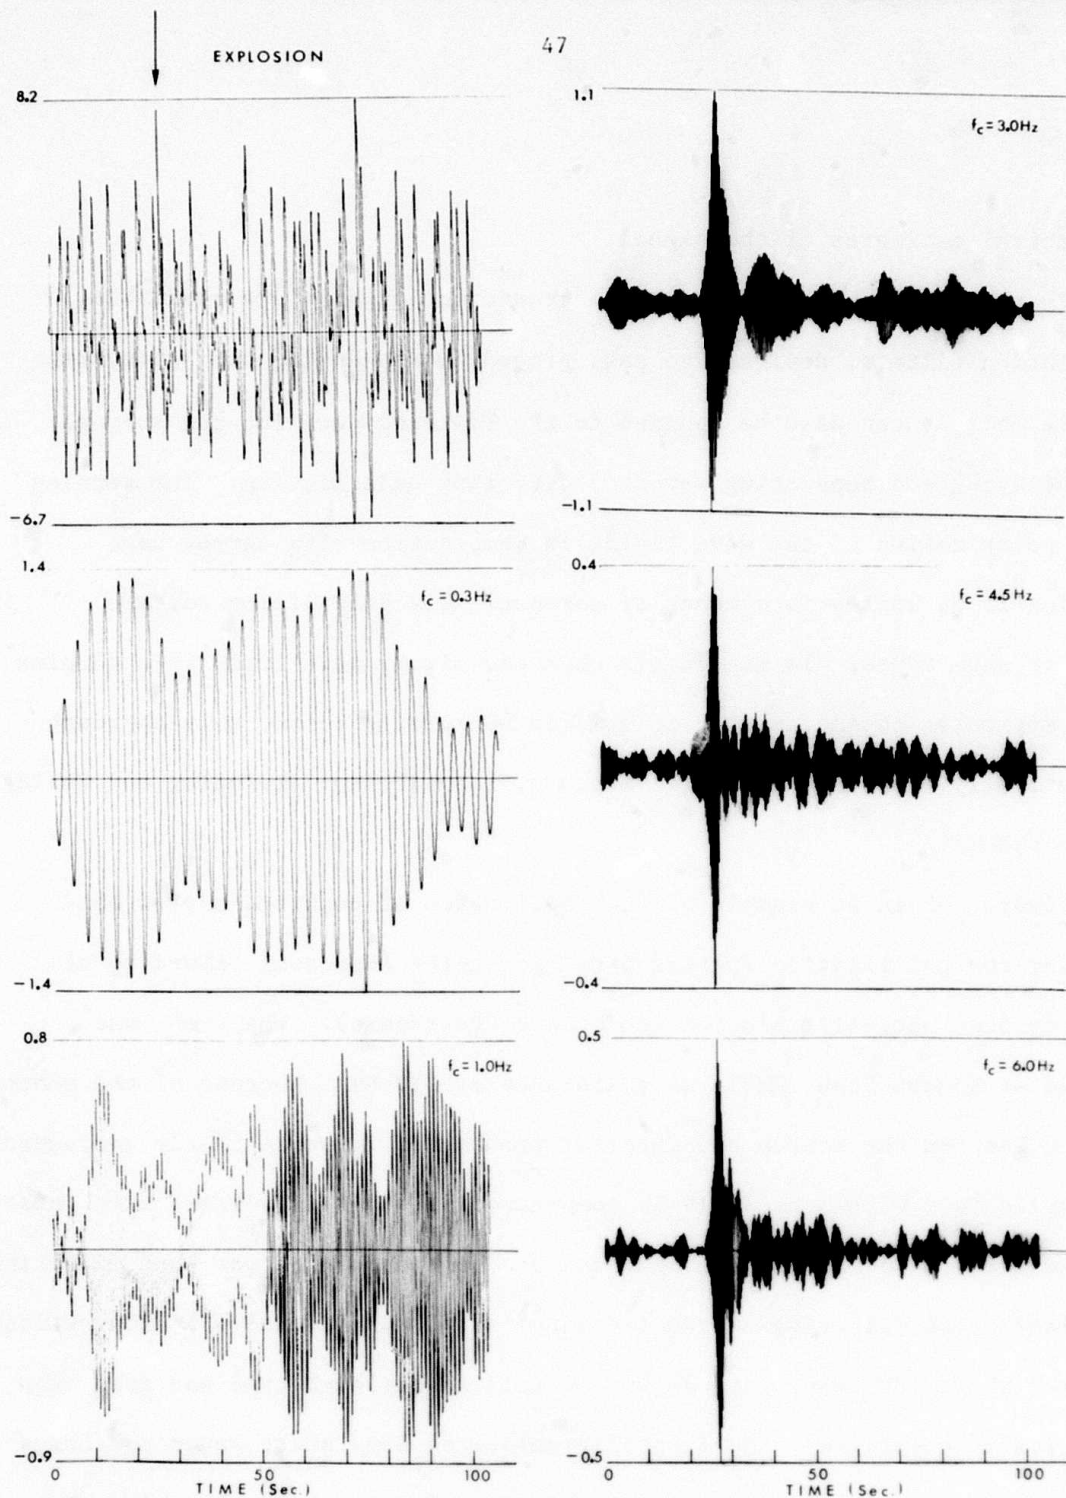 47
EXPLOSION
8.2
-6.7
1.4
f_c = 0.3 Hz
-1.4
0.8
f_c = 1.0 Hz
-0.9
0 50 100
TIME (Sec.)
1.1
f_c = 3.0 Hz
-1.1
0.4
f_c = 4.5 Hz
-0.4
0.5
f_c = 6.0 Hz
-0.5
0 50 100
TIME (Sec.)